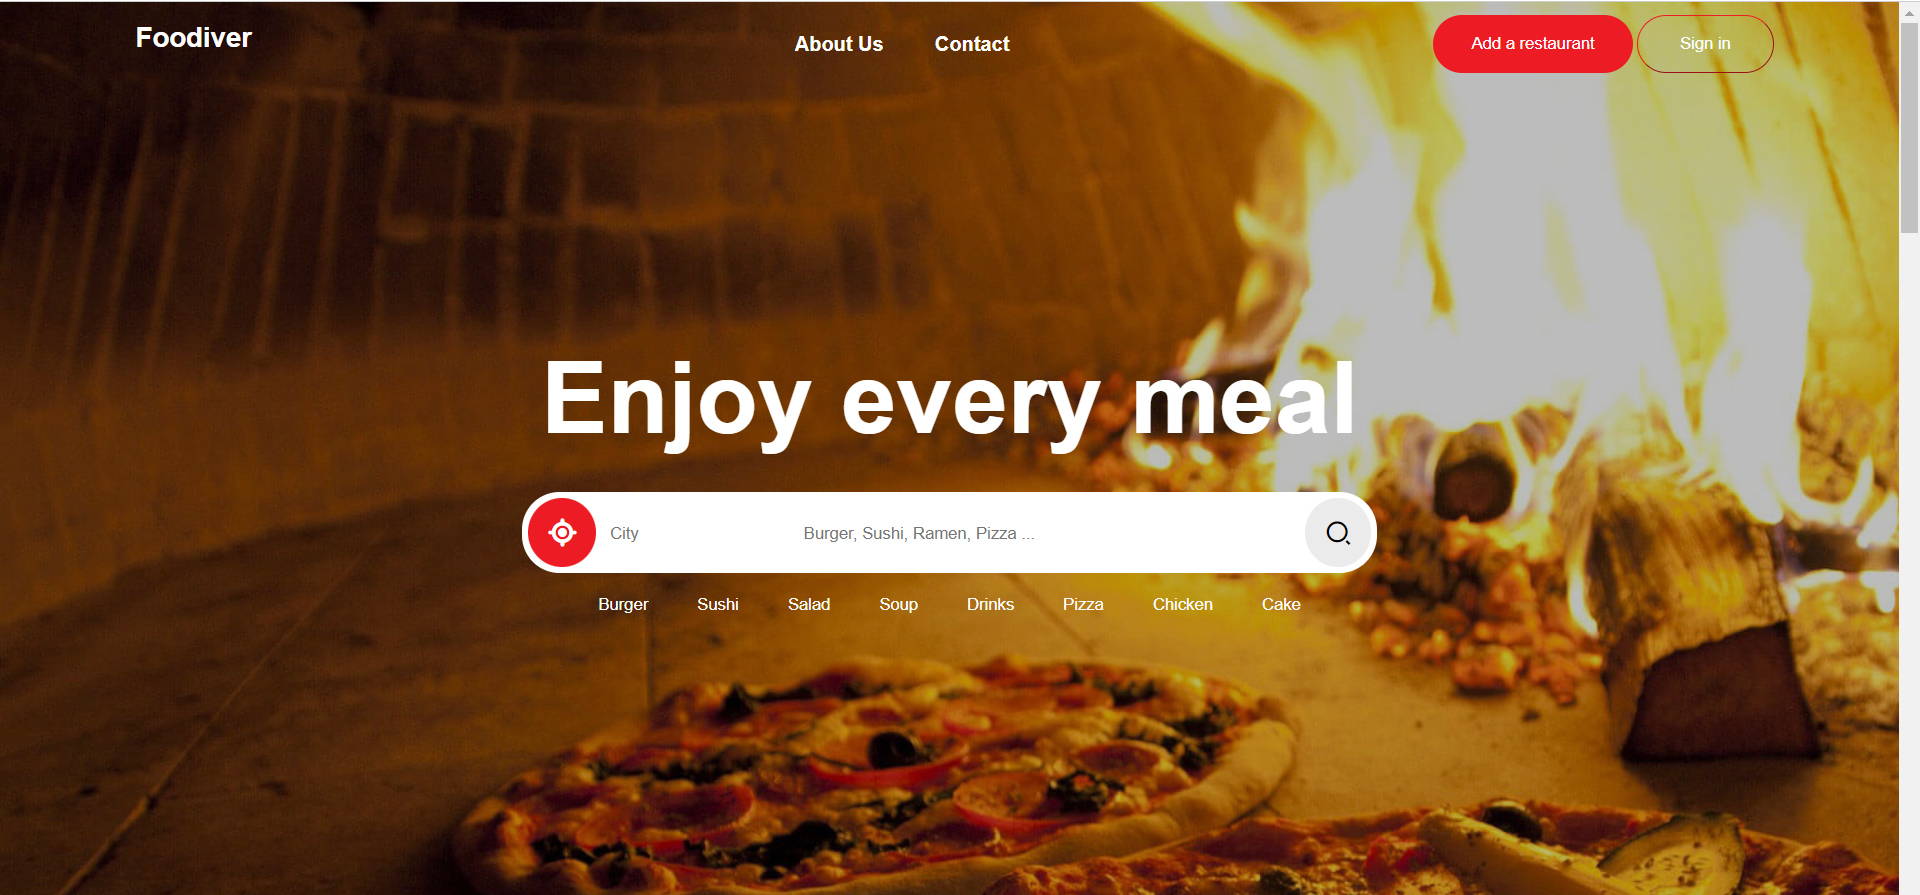 Foodiver
About Us
Contact
Add a restaurant
Sign in
Enjoy every meal
City
Burger, Sushi, Ramen, Pizza ...
Burger
Sushi
Salad
Soup
Drinks
Pizza
Chicken
Cake